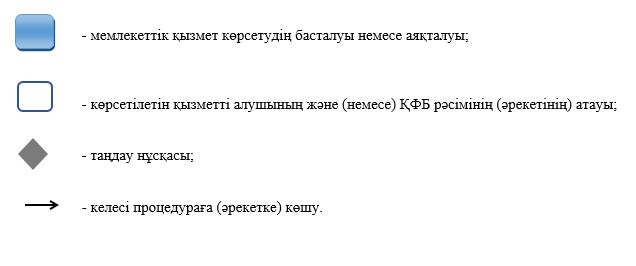 - мемлекеттік қызмет көрсетудің басталуы немесе аяқталуы;
- көрсетілетін қызметті алушының және (немесе) ҚФБ рәсімінің (әрекетінің) атауы;
- таңдау нұсқасы;
- келесі процедураға (әрекетке) көшу.